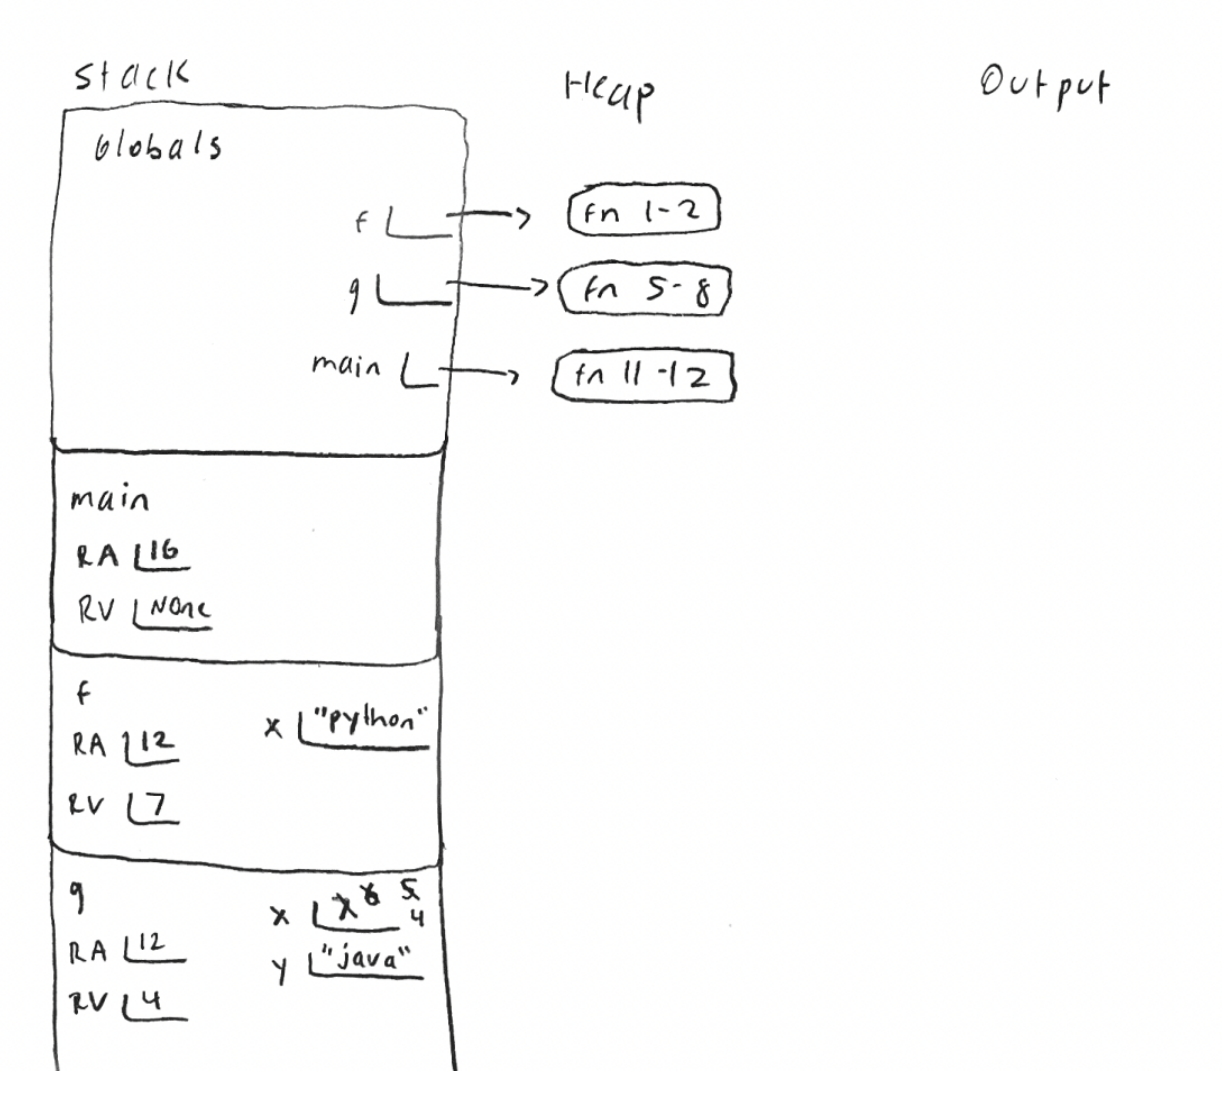 Stack Heap Output
Globals
f fn 1-2
g fn 5-8
main fn 11-12
main
RA 16
RV None
f
x "python"
RA 12
RV 7
g
x 7 6 5
4
RA 12
y "java"
RV 4